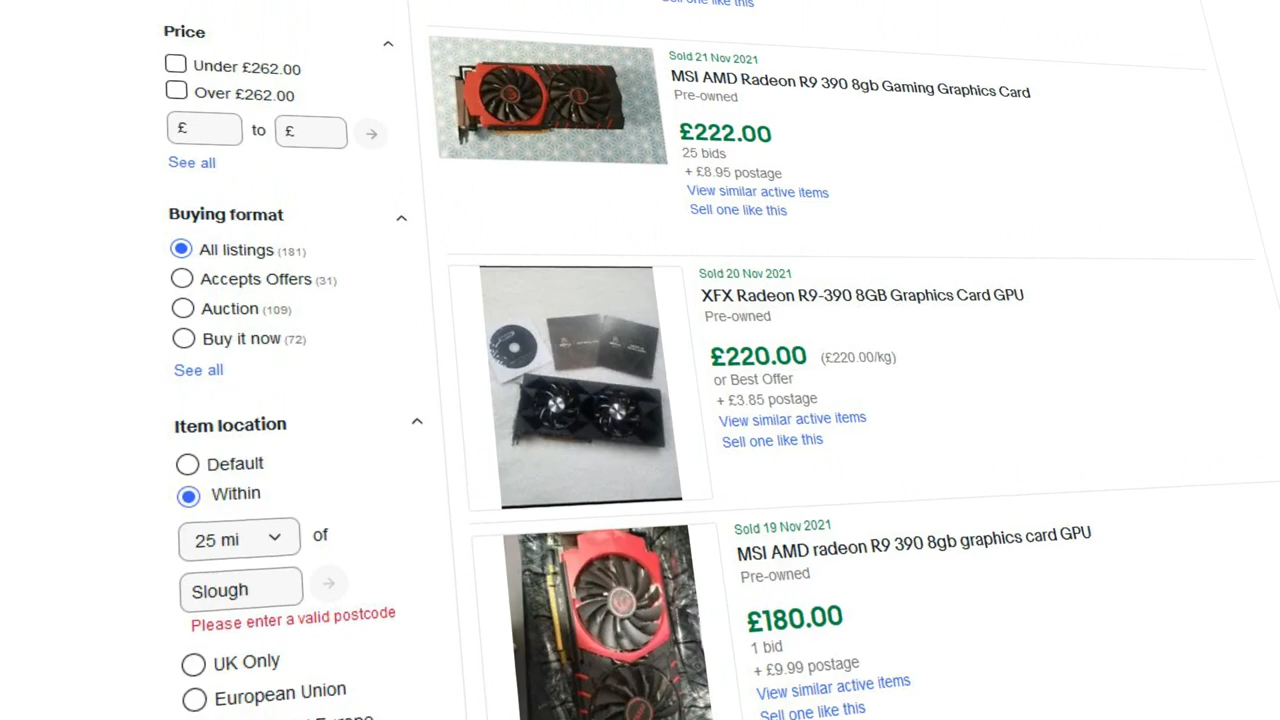 Price
Under £262.00
Over £262.00
£ to £
See all
Buying format
All listings (181)
Accepts Offers (31)
Auction (109)
Buy it now (72)
See all
Item location
Default
Within
25 mi of
Slough
Please enter a valid postcode
UK Only
European Union
Sell one like this
Sold 21 Nov 2021
MSI AMD Radeon R9 390 8gb Gaming Graphics Card
Pre-owned
£222.00
25 bids
+ £8.95 postage
View similar active items
Sell one like this
Sold 20 Nov 2021
XFX Radeon R9-390 8GB Graphics Card GPU
Pre-owned
£220.00 (£220.00/kg)
or Best Offer
+ £3.85 postage
View similar active items
Sell one like this
Sold 19 Nov 2021
MSI AMD radeon R9 390 8gb graphics card GPU
Pre-owned
£180.00
1 bid
+ £9.99 postage
View similar active items
Sell one like this